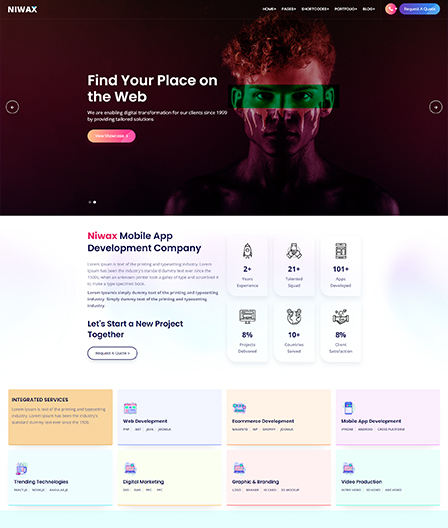 NIWAX
HOME PAGES SHORTCODES PORTFOLIO BLOG Request A Quote
Find Your Place on
the Web
We are enabling digital transformation for our clients since 1999
by providing tailored solutions.
View Showcase
Niwax Mobile App
Development Company
Lorem Ipsum is text of the printing and typesetting industry. Lorem
Ipsum has been the industry's standard dummy text ever since the
1500s, when an unknown printer took a galley of type and scrambled it
to make a type specimen book.
Lorem Ipsum simply dummy text of the printing and typesetting
industry. Simply dummy text of the printing and typesetting
industry.
Let's Start a New Project
Together
Request A Quote >
2+
Years
Experience
21+
Talented
Squad
101+
Apps
Developed
8%
Projects
Delivered
10+
Countries
Served
8%
Client
Satisfaction
INTEGRATED SERVICES
Lorem Ipsum is text of the printing
and typesetting industry. Lorem
Ipsum has been the industry's
standard dummy text.
Web Development
PHP .NET JAVA JOOMLA
Ecommerce Development
MAGENTO WP SHOPIFY JOOMLA
Mobile App Development
IPHONE ANDROID CROSS PLATFORM
Trending Technologies
REACT.JS NODE.JS ANGULAR.JS
Digital Marketing
SEO SMO PPC PPC
Graphic & Branding
LOGO BANNER 3D CARD 3D MOCKUP
Video Production
INTRO VIDEO 3D VIDEO ADS VIDEO